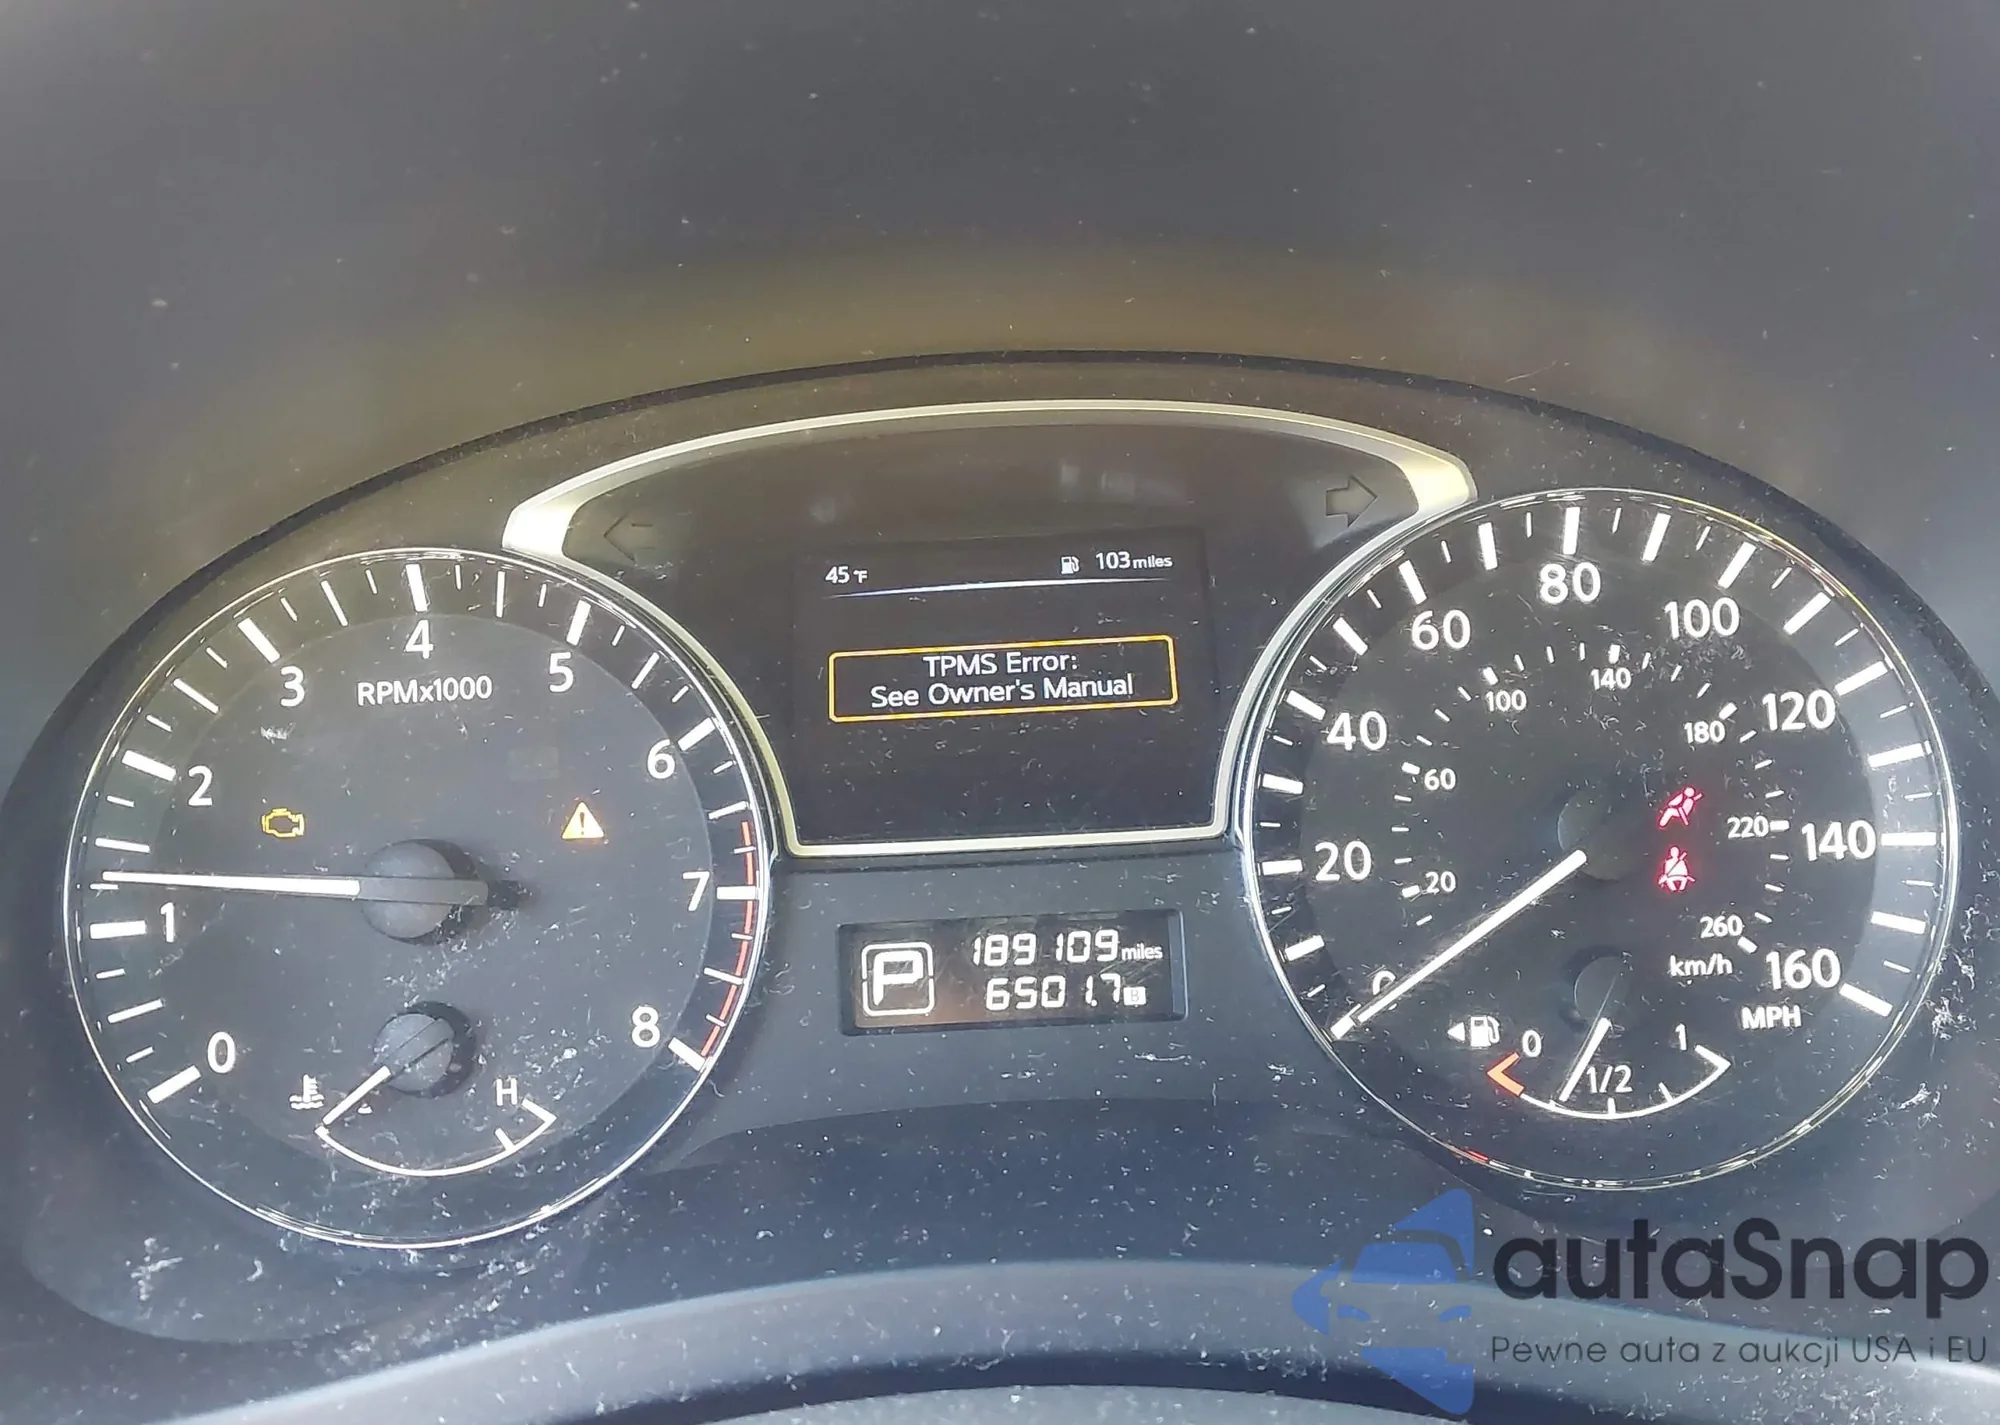 45°F 103 miles
TPMS Error:
See Owner's Manual
0 1 2 3 4 5 6 7 8
RPMx1000
H
P
189109 miles
6501.7 B
0 20 40 60 80 100 120 140 160
MPH
20 60 100 140 180 220 260
km/h
0 1/2 1
autaSnap
Pewne auta z aukcji USA i EU